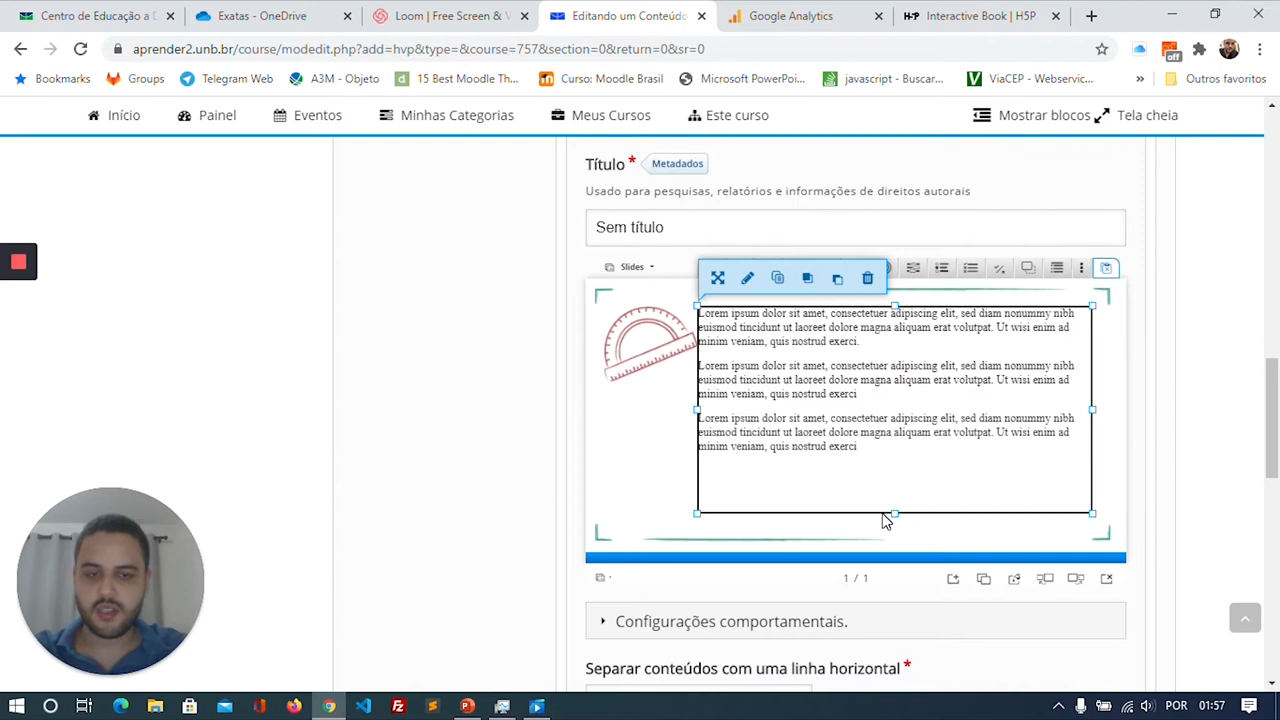 Centro de Educação a D
Exatas - OneDrive
Loom | Free Screen & V
Editando um Conteúdo
Google Analytics
H-P
Interactive Book | H5P
aprender2.unb.br/course/modedit.php?add=hvp&type=&course=757&section=0&return=0&sr=0
off
Bookmarks
Groups
Telegram Web
A3M - Objeto
15 Best Moodle Th...
Curso: Moodle Brasil
Microsoft PowerPoi...
javascript - Buscar...
ViaCEP - Webservic...
»
Outros favoritos
Início
Painel
Eventos
Minhas Categorias
Meus Cursos
Este curso
Mostrar blocos
Tela cheia
Título *
Metadados
Usado para pesquisas, relatórios e informações de direitos autorais
Sem título
Slides
Lorem ipsum dolor sit amet, consectetuer adipiscing elit, sed diam nonummy nibh
euismod tincidunt ut laoreet dolore magna aliquam erat volutpat. Ut wisi enim ad
minim veniam, quis nostrud exerci.
Lorem ipsum dolor sit amet, consectetuer adipiscing elit, sed diam nonummy nibh
euismod tincidunt ut laoreet dolore magna aliquam erat volutpat. Ut wisi enim ad
minim veniam, quis nostrud exerci
Lorem ipsum dolor sit amet, consectetuer adipiscing elit, sed diam nonummy nibh
euismod tincidunt ut laoreet dolore magna aliquam erat volutpat. Ut wisi enim ad
minim veniam, quis nostrud exerci
1 / 1
Configurações comportamentais.
Separar conteúdos com uma linha horizontal *
POR
01:57